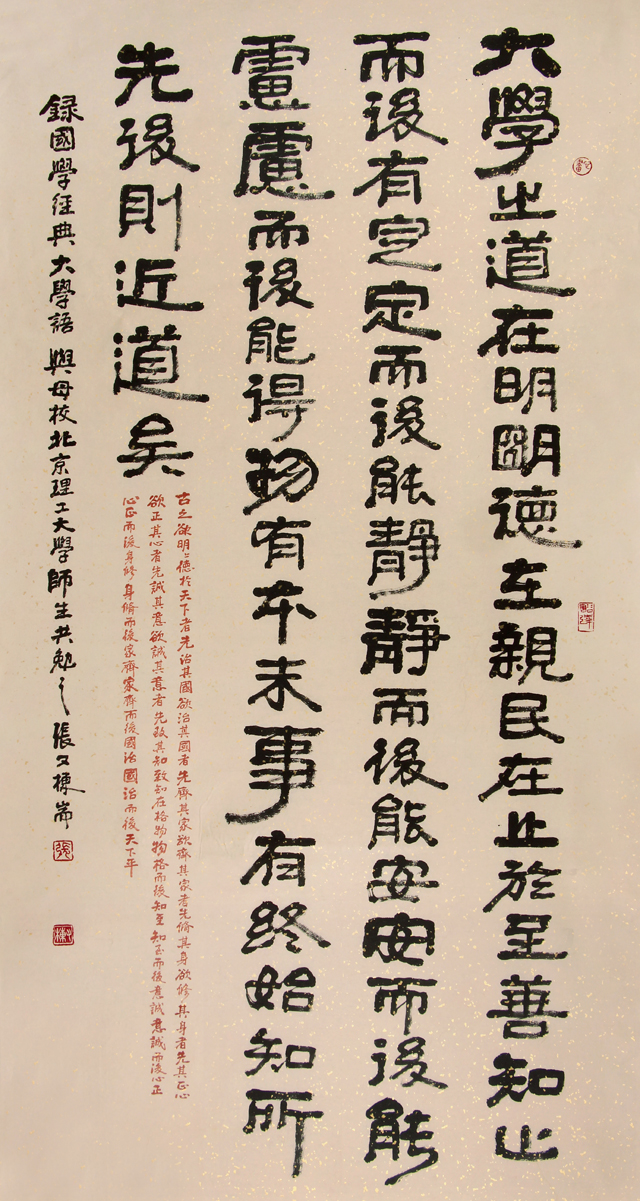 大學之道在明明德在親民在止於至善知止
而後有定定而後能靜靜而後能安安而後能
慮慮而後能得物有本末事有終始知所
先後則近道矣
古之欲明々德於天下者先治其國欲治其國者先齊其家欲齊其家者先脩其身欲修其身者先其正心
欲正其心者先誠其意欲誠其意者先致其知致知在格物物格而後知至知至而後意誠意誠而後心正
心正而後身修身脩而後家齊家齊而後國治國治而後天下平
錄國學經典大學語與母校北京理工大學師生共勉之張又棟